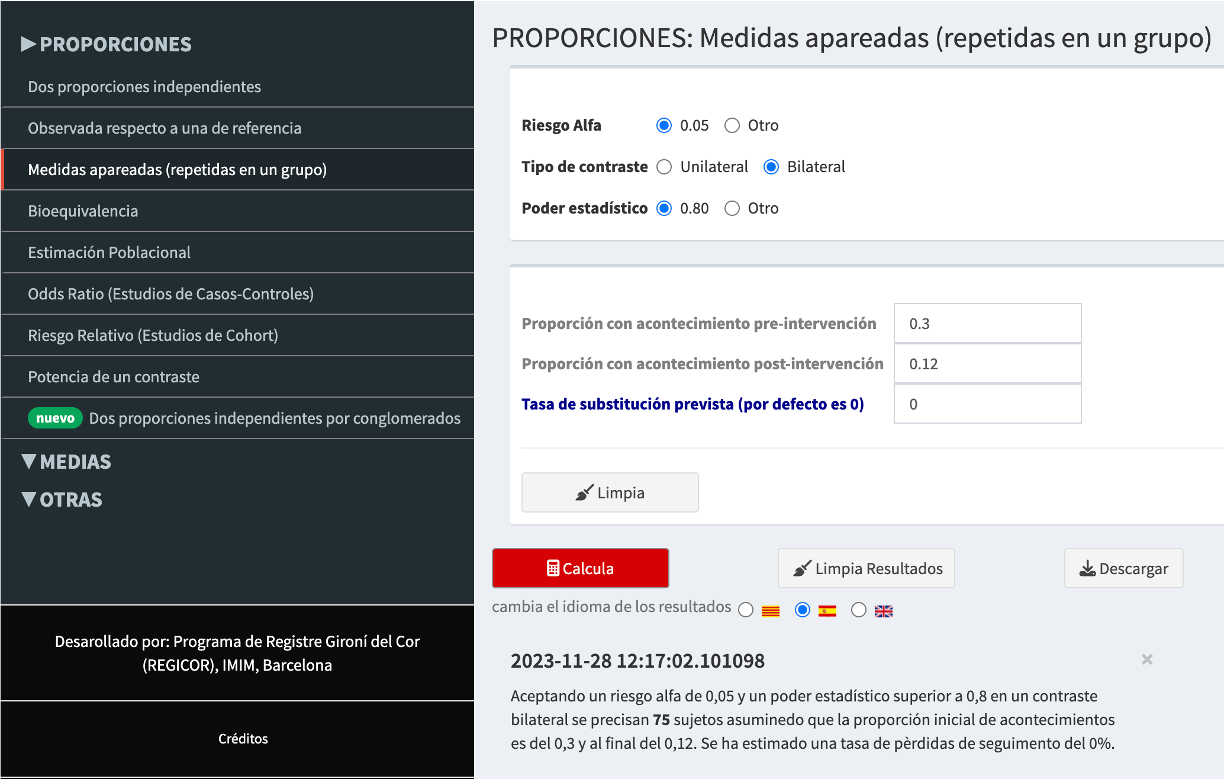 ▶PROPORCIONES
Dos proporciones independientes
Observada respecto a una de referencia
Medidas apareadas (repetidas en un grupo)
Bioequivalencia
Estimación Poblacional
Odds Ratio (Estudios de Casos-Controles)
Riesgo Relativo (Estudios de Cohort)
Potencia de un contraste
nuevo Dos proporciones independientes por conglomerados
▼MEDIAS
▼OTRAS
Desarollado por: Programa de Registre Gironí del Cor
(REGICOR), IMIM, Barcelona
Créditos
PROPORCIONES: Medidas apareadas (repetidas en un grupo)
Riesgo Alfa 0.05 Otro
Tipo de contraste Unilateral Bilateral
Poder estadístico 0.80 Otro
Proporción con acontecimiento pre-intervención 0.3
Proporción con acontecimiento post-intervención 0.12
Tasa de substitución prevista (por defecto es 0) 0
Limpia
Calcula Limpia Resultados Descargar
cambia el idioma de los resultados
2023-11-28 12:17:02.101098 ×
Aceptando un riesgo alfa de 0,05 y un poder estadístico superior a 0,8 en un contraste
bilateral se precisan 75 sujetos asuminedo que la proporción inicial de acontecimientos
es del 0,3 y al final del 0,12. Se ha estimado una tasa de pèrdidas de seguimento del 0%.